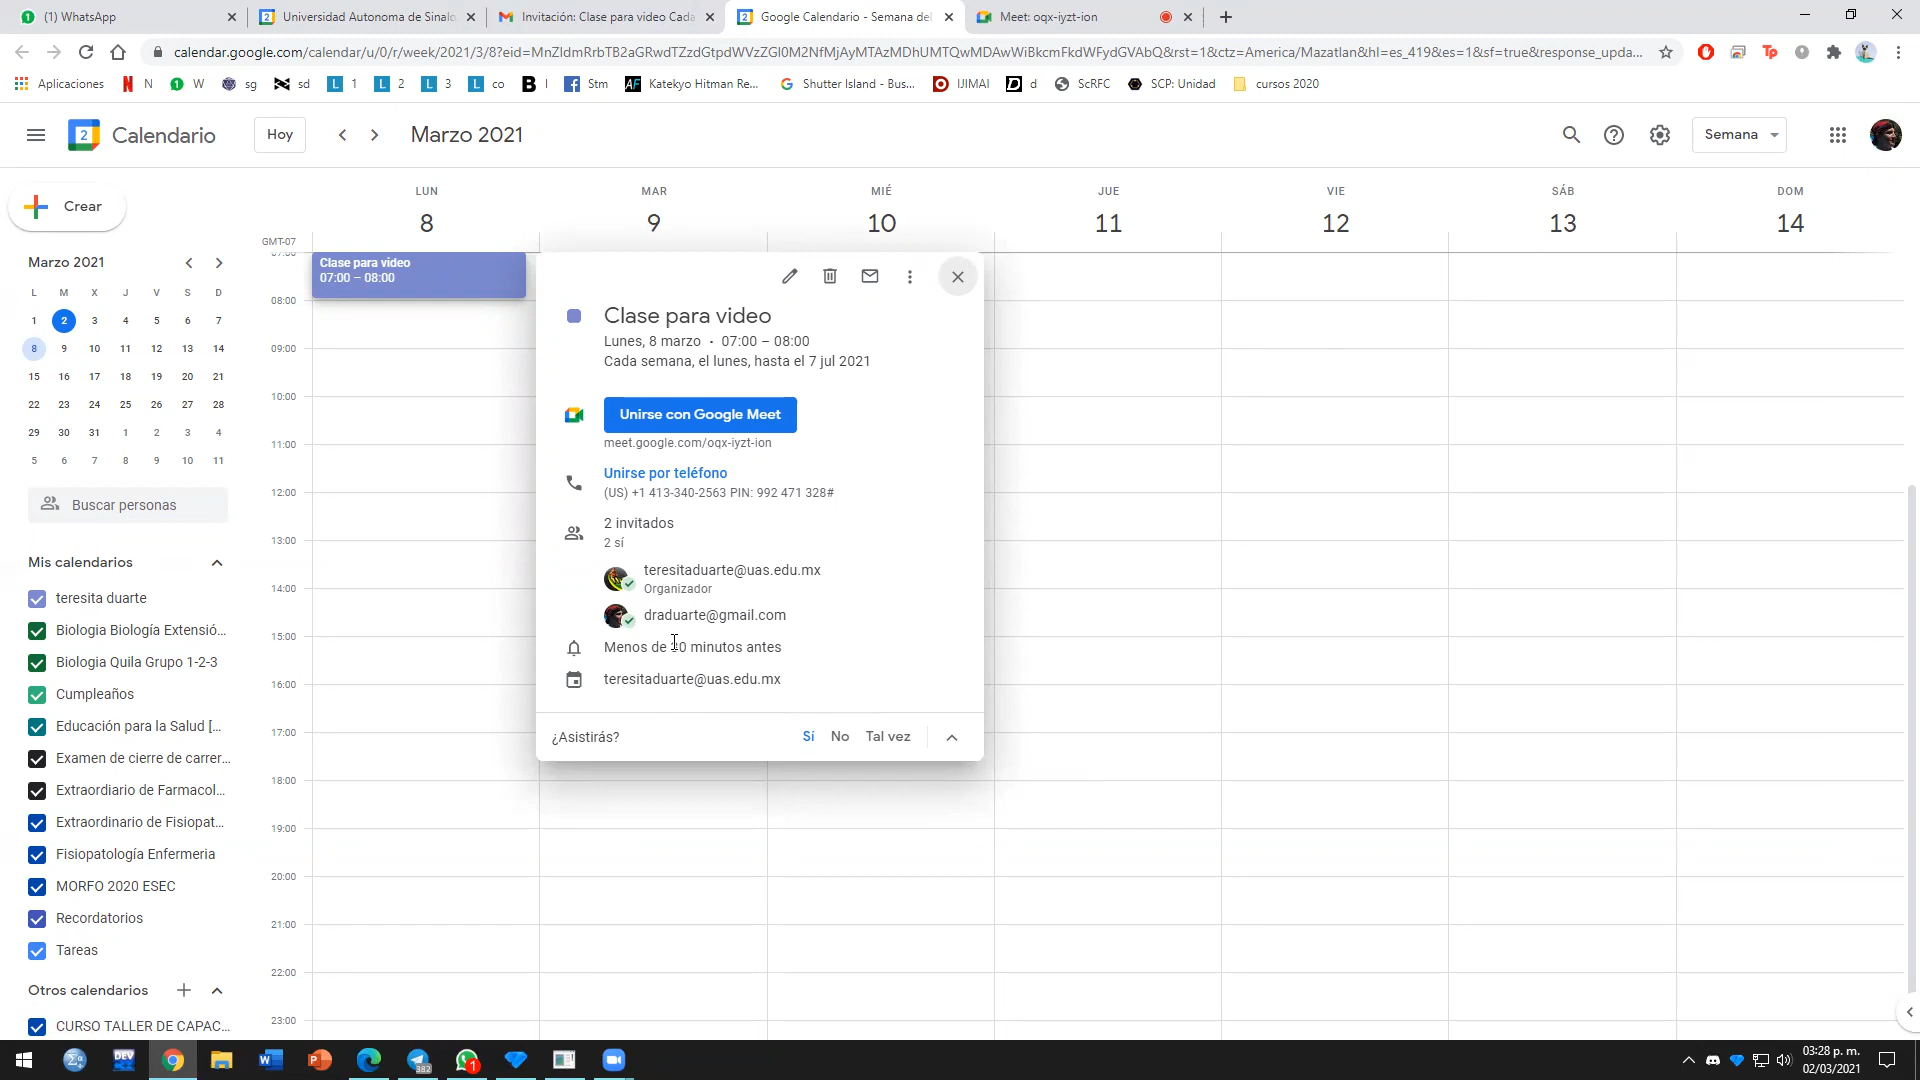 (1) WhatsApp
Universidad Autonoma de Sinalo
Invitación: Clase para video Cada
Google Calendario - Semana del
Meet: oqx-iyzt-ion
calendar.google.com/calendar/u/0/r/week/2021/3/8?eid=MnZldmRrbTB2aGRwdTZzdGtpdWVzZGl0M2NfMjAyMTAzMDhUMTQwMDAwWiBkcmFkdWFydGVAbQ&rst=1&ctz=America/Mazatlan&hl=es_419&es=1&sf=true&response_upda...
Aplicaciones
N
W
sg
sd
1
2
3
co
I
Stm
Katekyo Hitman Re...
Shutter Island - Bus...
IJIMAI
d
ScRFC
SCP: Unidad
cursos 2020
Calendario
Hoy
Marzo 2021
Semana
Crear
LUN
MAR
MIÉ
JUE
VIE
SÁB
DOM
8 9 10 11 12 13 14
GMT-07
Marzo 2021
L M X J V S D
1 2 3 4 5 6 7
8 9 10 11 12 13 14
15 16 17 18 19 20 21
22 23 24 25 26 27 28
29 30 31 1 2 3 4
5 6 7 8 9 10 11
Buscar personas
Mis calendarios
teresita duarte
Biologia Biología Extensió...
Biologia Quila Grupo 1-2-3
Cumpleaños
Educación para la Salud [...
Examen de cierre de carrer...
Extraordiario de Farmacol...
Extraordinario de Fisiopat...
Fisiopatología Enfermeria
MORFO 2020 ESEC
Recordatorios
Tareas
Otros calendarios
CURSO TALLER DE CAPAC...
07:00
08:00
09:00
10:00
11:00
12:00
13:00
14:00
15:00
16:00
17:00
18:00
19:00
20:00
21:00
22:00
23:00
Clase para video
07:00 – 08:00
Clase para video
Lunes, 8 marzo • 07:00 – 08:00
Cada semana, el lunes, hasta el 7 jul 2021
Unirse con Google Meet
meet.google.com/oqx-iyzt-ion
Unirse por teléfono
(US) +1 413-340-2563 PIN: 992 471 328#
2 invitados
2 sí
teresitaduarte@uas.edu.mx
Organizador
draduarte@gmail.com
Menos de 10 minutos antes
teresitaduarte@uas.edu.mx
¿Asistirás?
Sí
No
Tal vez
DEV
382
1
03:28 p. m.
02/03/2021